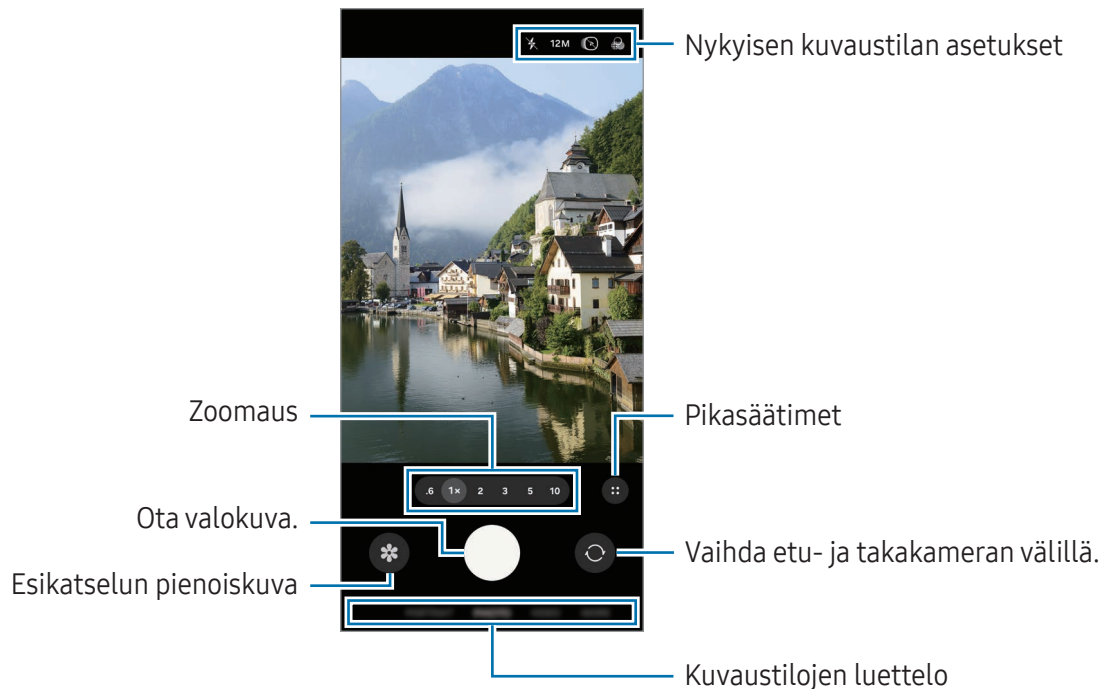 12M
Nykyisen kuvaustilan asetukset
Zoomaus
Pikasäätimet
.6 1× 2 3 5 10
Ota valokuva.
Vaihda etu- ja takakameran välillä.
Esikatselun pienoiskuva
Kuvaustilojen luettelo